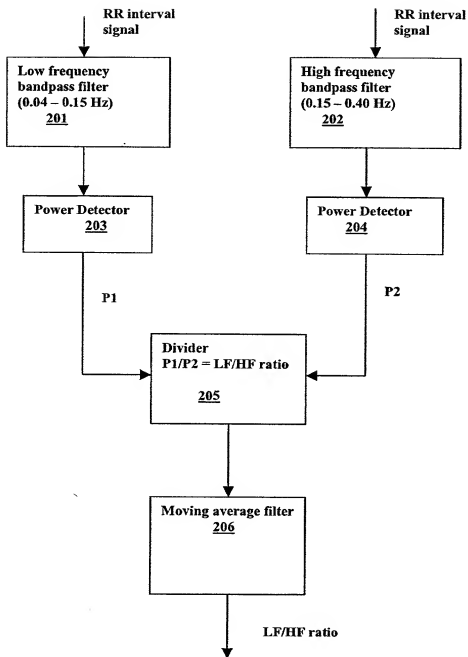 RR interval
signal
RR interval
signal
Low frequency
bandpass filter
(0.04 – 0.15 Hz)
201
High frequency
bandpass filter
(0.15 – 0.40 Hz)
202
Power Detector
203
Power Detector
204
P1
P2
Divider
P1/P2 = LF/HF ratio
205
Moving average filter
206
LF/HF ratio